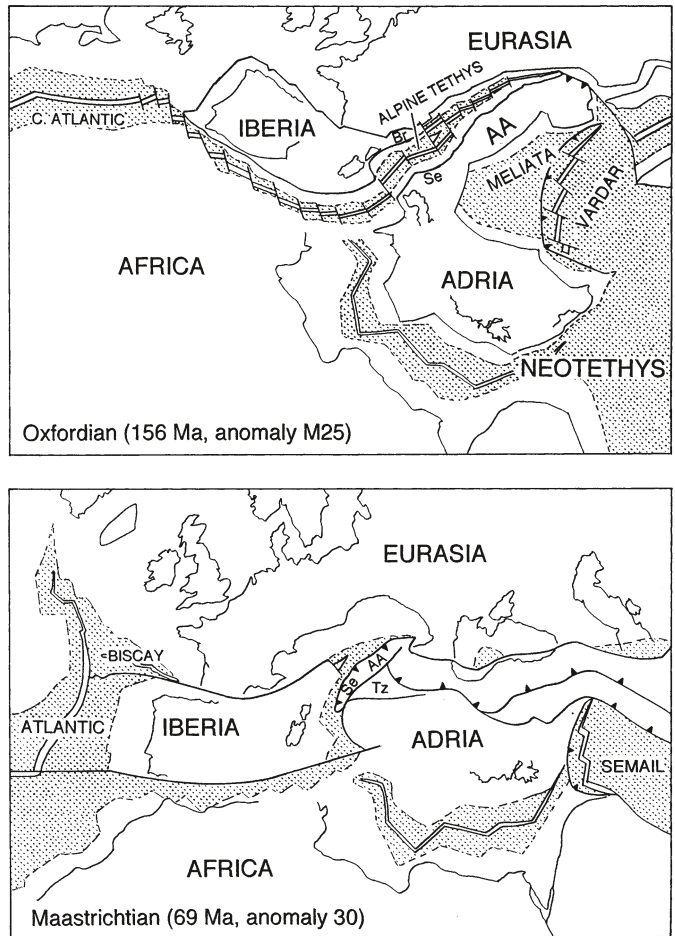 EURASIA
ALPINE TETHYS
C. ATLANTIC
IBERIA
Br
AA
Se
MELIATA
VARDAR
AFRICA
ADRIA
NEOTETHYS
Oxfordian (156 Ma, anomaly M25)
EURASIA
<BISCAY
V
AA
Se
Tz
ATLANTIC
IBERIA
ADRIA
SEMAIL
AFRICA
Maastrichtian (69 Ma, anomaly 30)